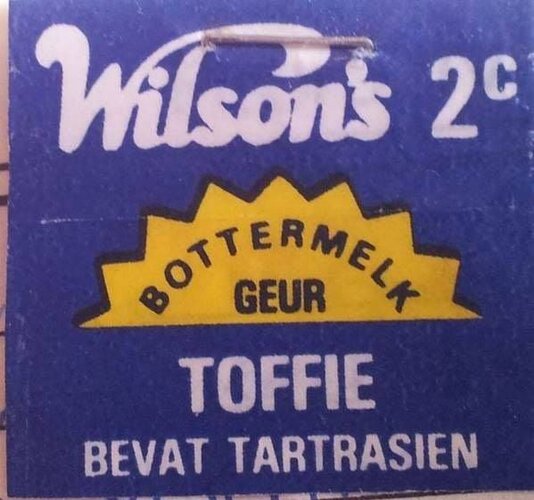 Wilson's 2c
BOTTERMELK
GEUR
TOFFIE
BEVAT TARTRASIEN